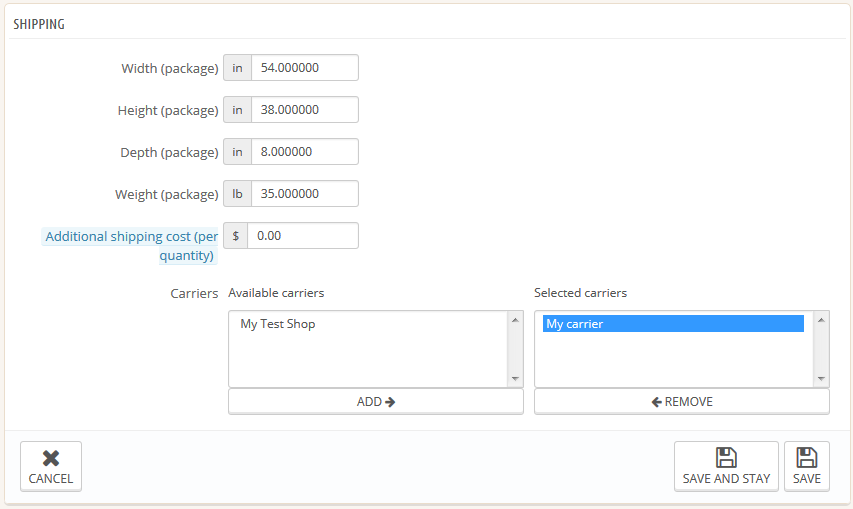 SHIPPING
Width (package) in 54.000000
Height (package) in 38.000000
Depth (package) in 8.000000
Weight (package) lb 35.000000
Additional shipping cost (per $ 0.00
quantity)
Carriers Available carriers Selected carriers
My Test Shop My carrier
ADD REMOVE
CANCEL SAVE AND STAY SAVE